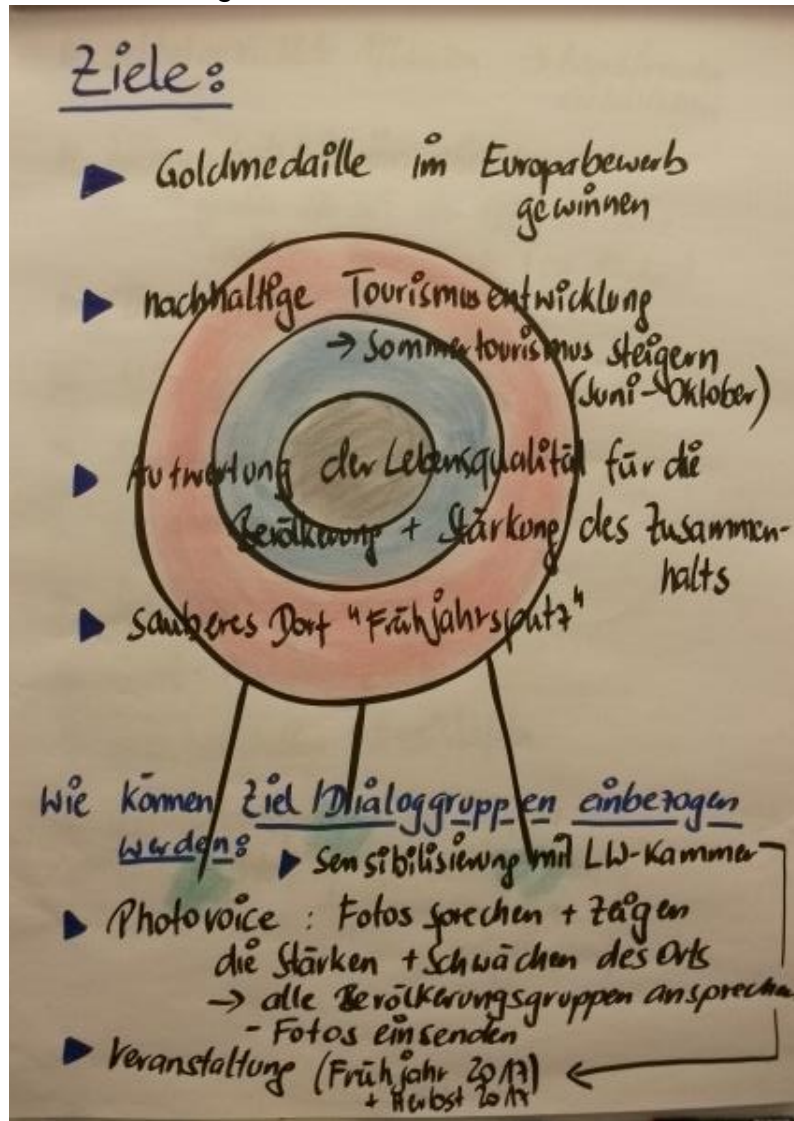 Ziele:
Goldmedaille im Europabewerb
gewinnen
nachhaltige Tourismusentwicklung
→ Sommertourismus steigern
(Juni - Oktober)
Aufwertung der Lebensqualität für die
Bevölkerung + Stärkung des Zusammen-
halts
sauberes Dorf "Frühjahrsputz"
Wie können Ziel/Dialoggruppen einbezogen
werden:
Sensibilisierung mit LW-Kammer
Photovoice: Fotos sprechen + zeigen
die Stärken + Schwächen des Orts
→ alle Bevölkerungsgruppen ansprechen
- Fotos einsenden
Veranstaltung (Frühjahr 2017)
+ Herbst 2017